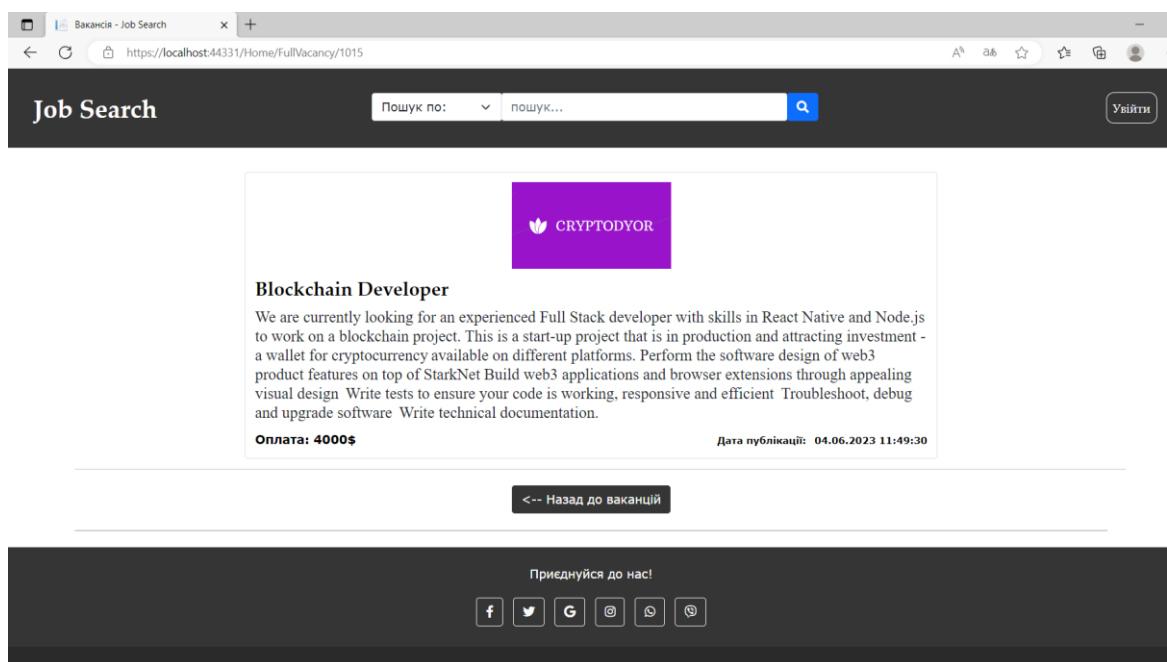 Вакансія - Job Search
https://localhost:44331/Home/FullVacancy/1015
Job Search
Пошук по:
пошук...
Увійти
CRYPTODYOR
Blockchain Developer
We are currently looking for an experienced Full Stack developer with skills in React Native and Node.js
to work on a blockchain project. This is a start-up project that is in production and attracting investment -
a wallet for cryptocurrency available on different platforms. Perform the software design of web3
product features on top of StarkNet Build web3 applications and browser extensions through appealing
visual design  Write tests to ensure your code is working, responsive and efficient  Troubleshoot, debug
and upgrade software  Write technical documentation.
Оплата: 4000$
Дата публікації: 04.06.2023 11:49:30
<-- Назад до ваканцій
Приєднуйся до нас!